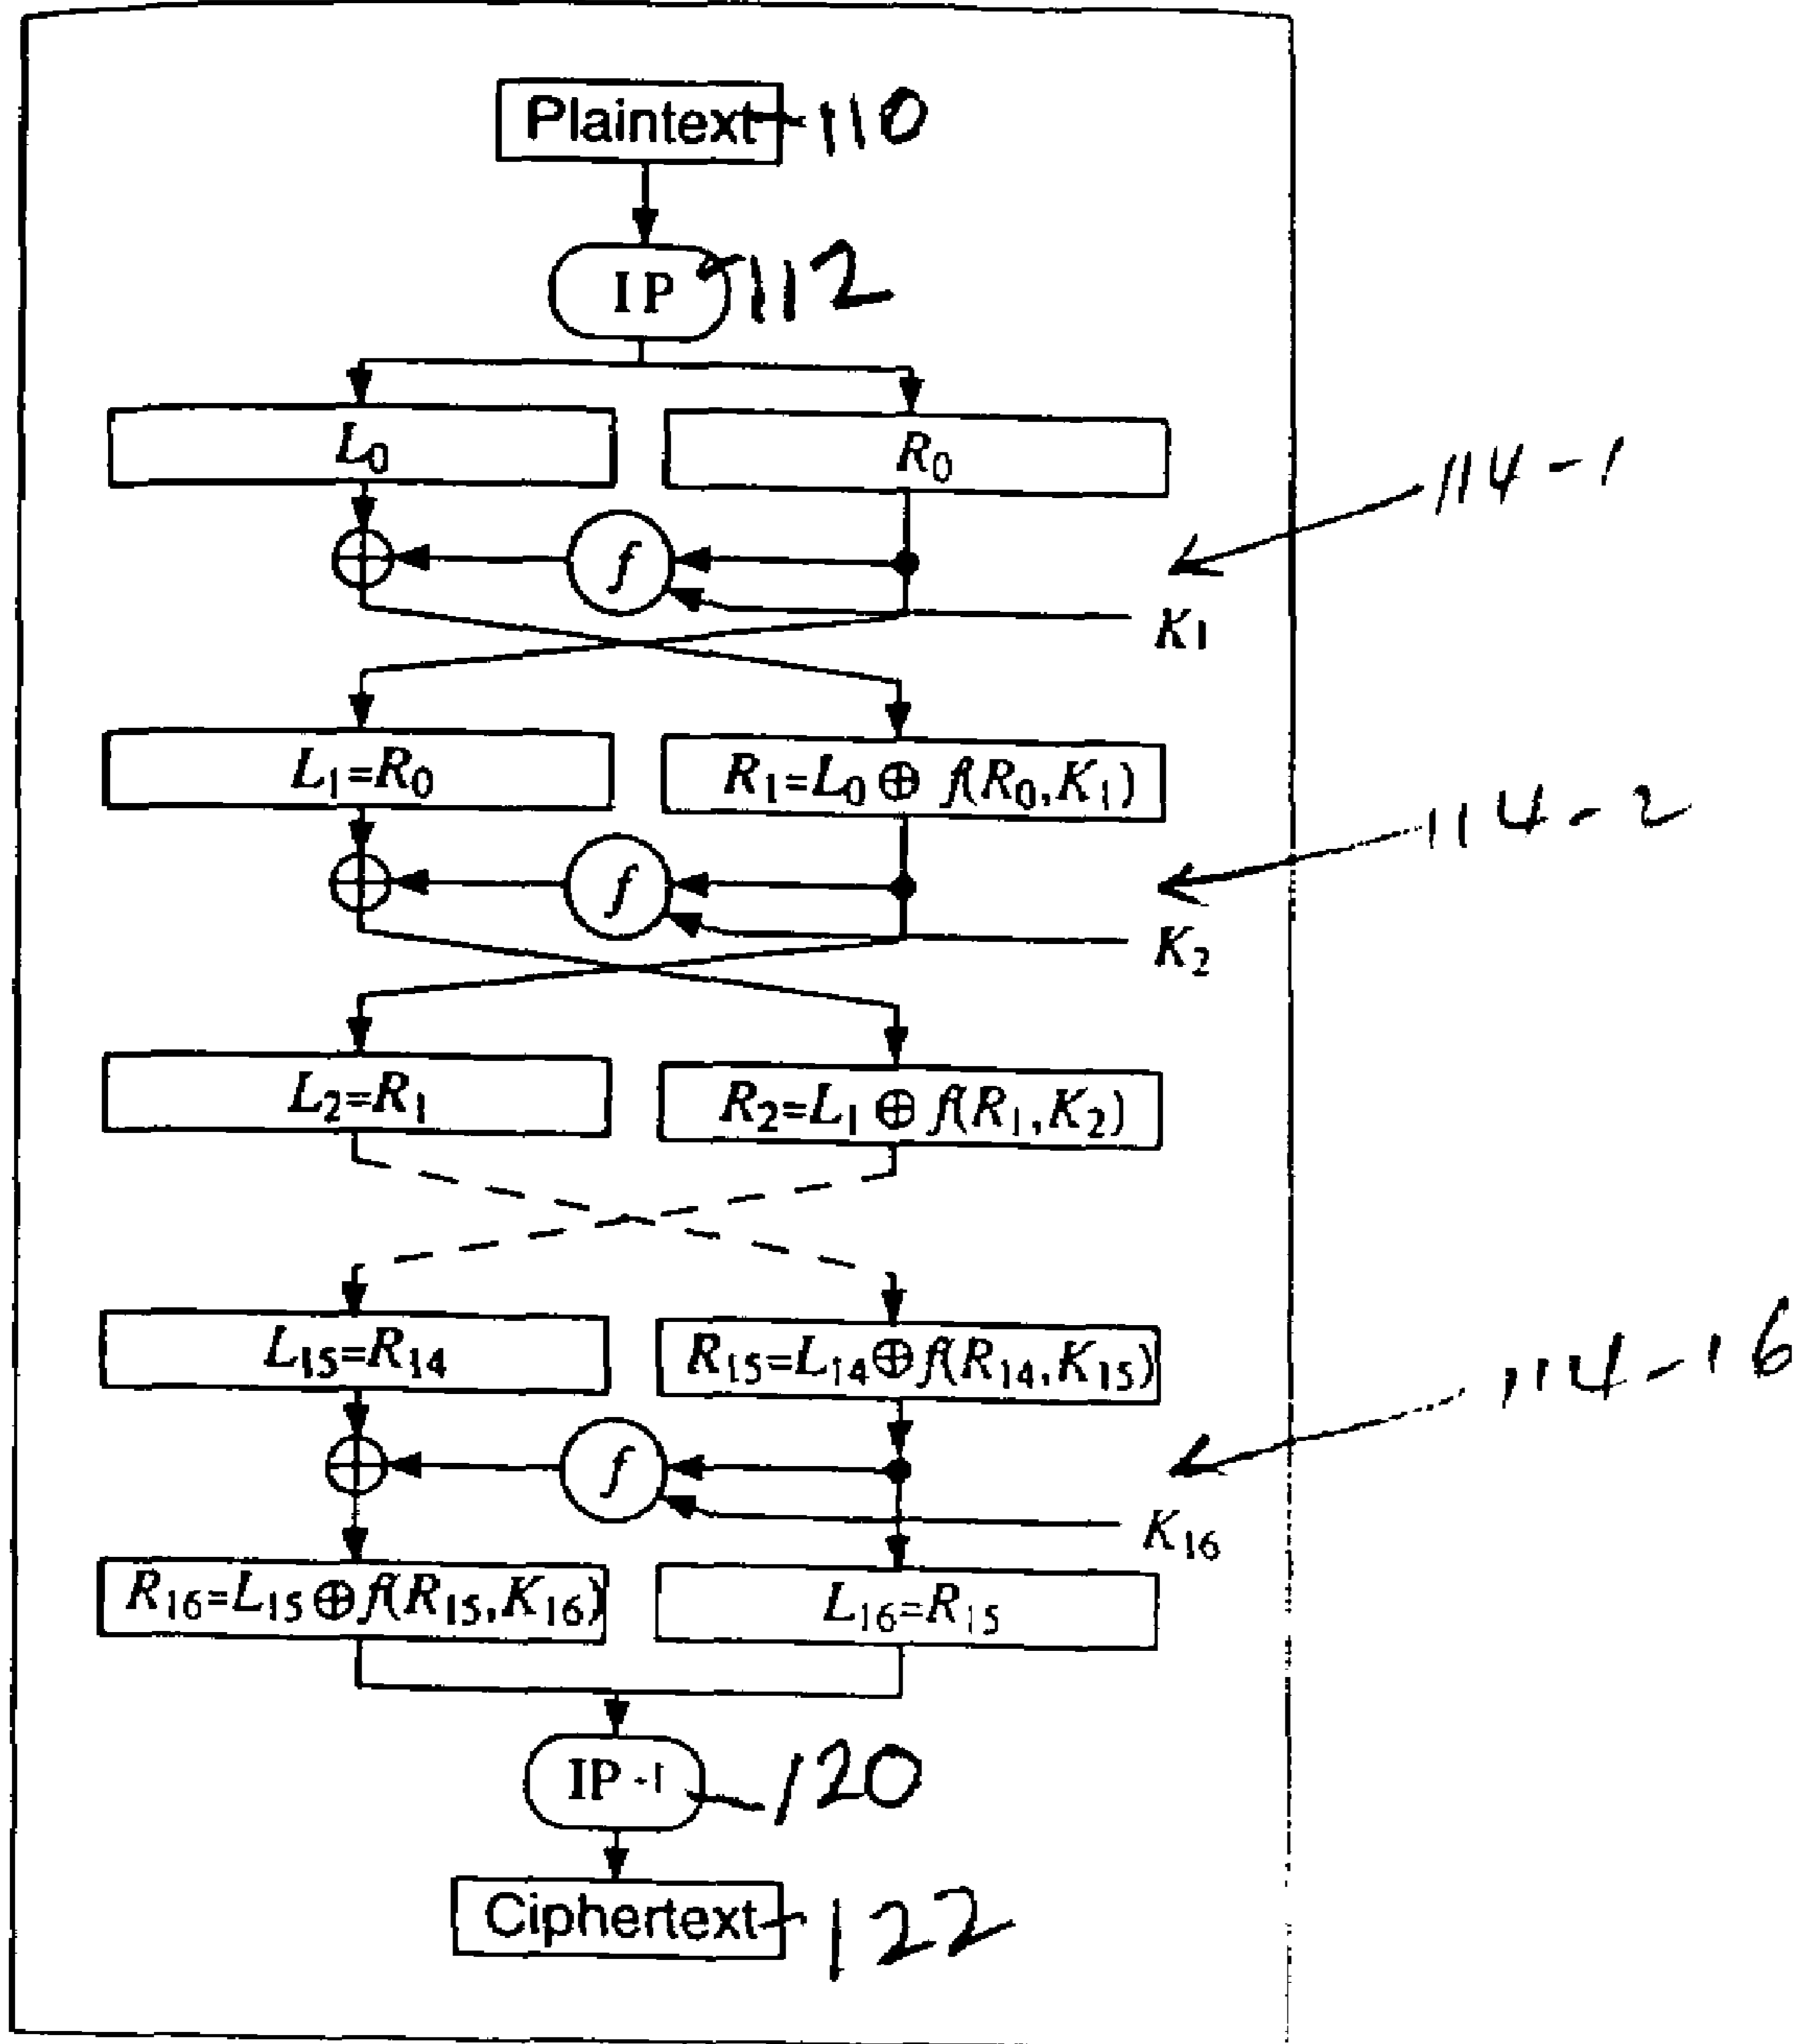 Plaintext 110
IP 112
L₀ R₀
114-1
f
K₁
L₁=R₀ R₁=L₀ ⊕ f(R₀,K₁)
114-2
f
K₂
L₂=R₁ R₂=L₁ ⊕ f(R₁,K₂)
L₁₅=R₁₄ R₁₅=L₁₄⊕f(R₁₄,K₁₅)
114-16
f
K₁₆
R₁₆=L₁₅⊕f(R₁₅,K₁₆) L₁₆=R₁₅
IP -1 120
Ciphertext 122